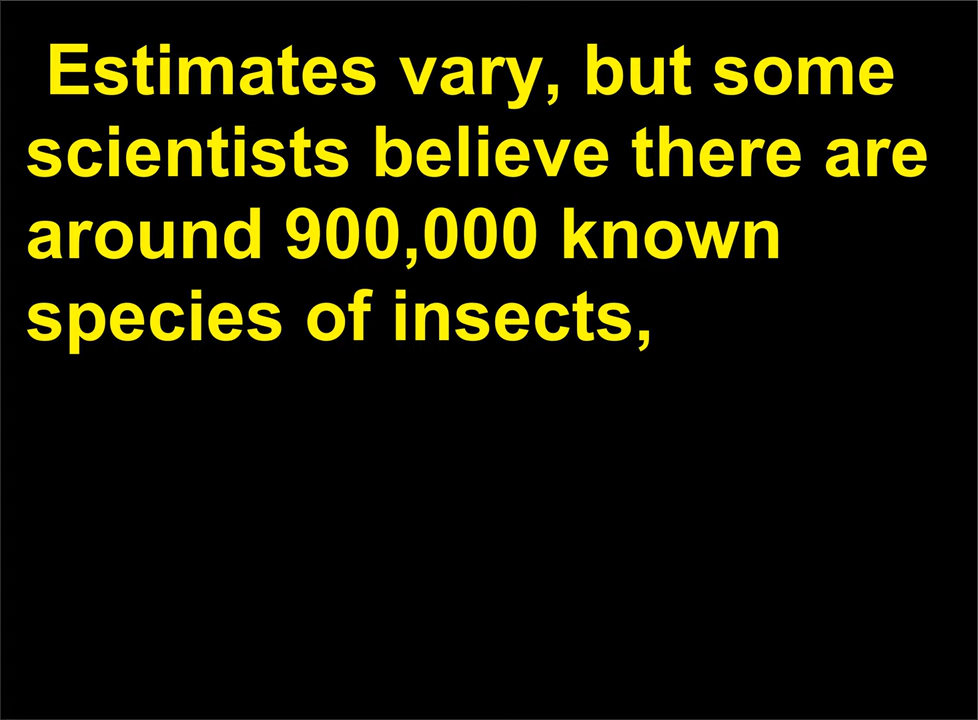 Estimates vary, but some
scientists believe there are
around 900,000 known
species of insects,